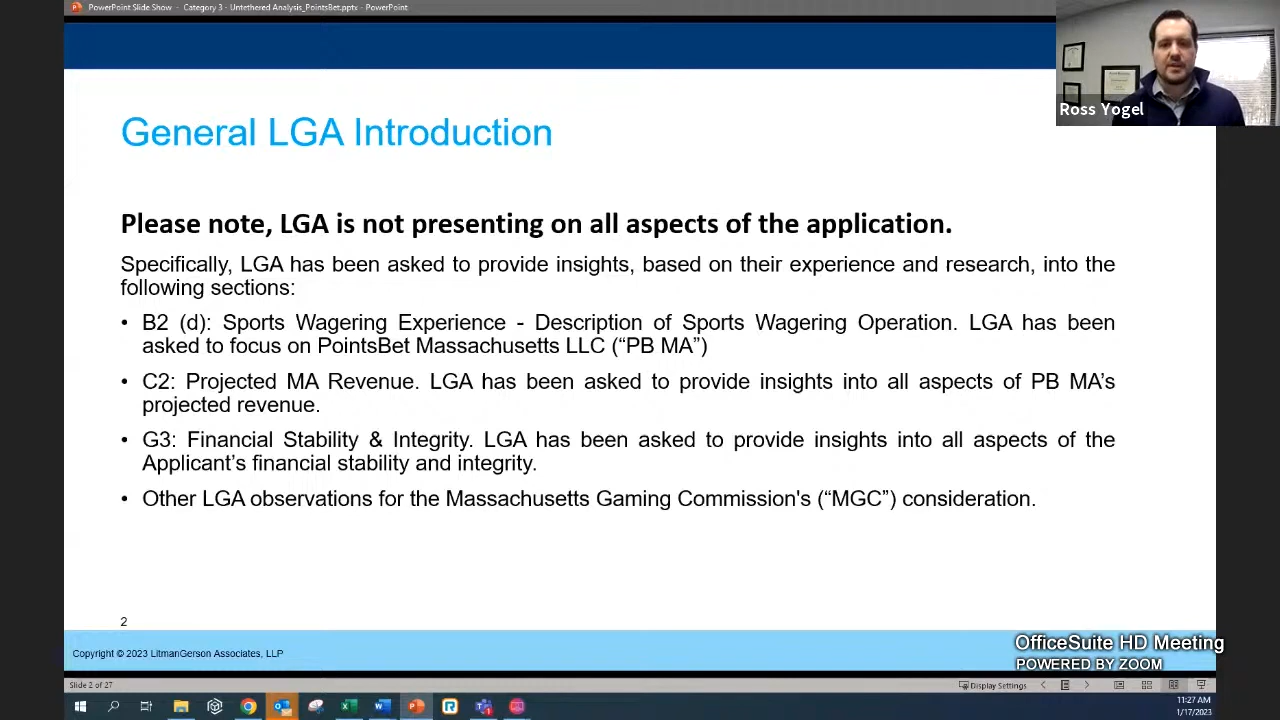 PowerPoint Slide Show - Category 3 - Untethered Analysis_PointsBet.pptx - PowerPoint
Ross Yogel
General LGA Introduction
Please note, LGA is not presenting on all aspects of the application.
Specifically, LGA has been asked to provide insights, based on their experience and research, into the
following sections:
• B2 (d): Sports Wagering Experience - Description of Sports Wagering Operation. LGA has been
asked to focus on PointsBet Massachusetts LLC (“PB MA”)
• C2: Projected MA Revenue. LGA has been asked to provide insights into all aspects of PB MA’s
projected revenue.
• G3: Financial Stability & Integrity. LGA has been asked to provide insights into all aspects of the
Applicant’s financial stability and integrity.
• Other LGA observations for the Massachusetts Gaming Commission's (“MGC”) consideration.
2
Copyright © 2023 LitmanGerson Associates, LLP
OfficeSuite HD Meeting
POWERED BY ZOOM
Slide 2 of 27
Display Settings
11:27 AM
1/17/2023